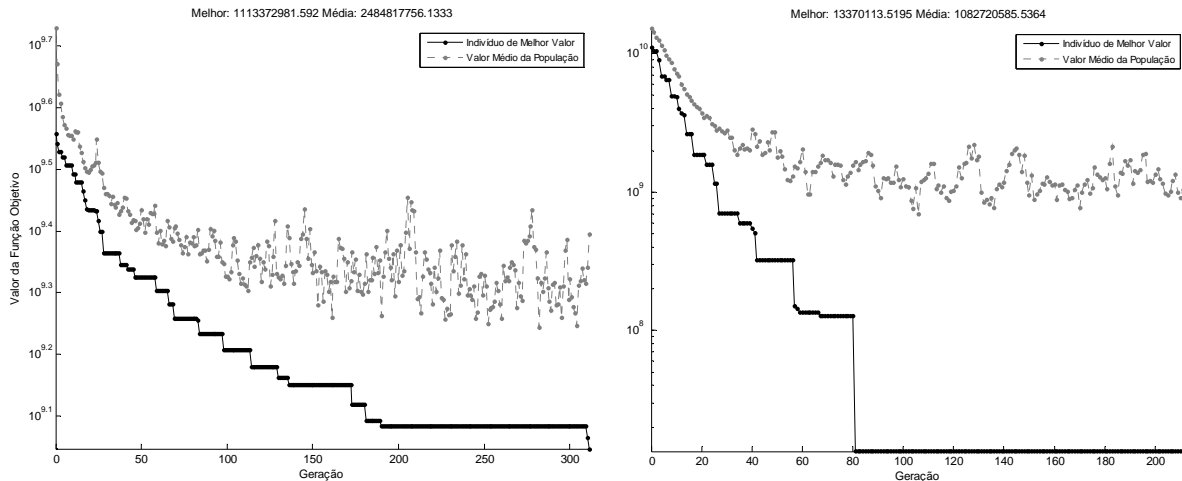 Melhor: 1113372981.592 Média: 2484817756.1333
10^9.7
10^9.6
10^9.5
10^9.4
10^9.3
10^9.2
10^9.1
Valor da Função Objetivo
Indivíduo de Melhor Valor
Valor Médio da População
0 50 100 150 200 250 300
Geração
Melhor: 13370113.5195 Média: 1082720585.5364
10^10
10^9
10^8
Indivíduo de Melhor Valor
Valor Médio da População
0 20 40 60 80 100 120 140 160 180 200
Geração